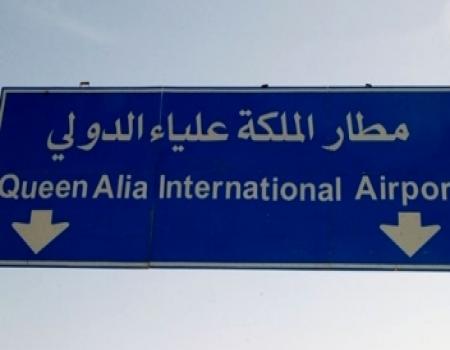 مطار الملكة علياء الدولي
Queen Alia International Airpor